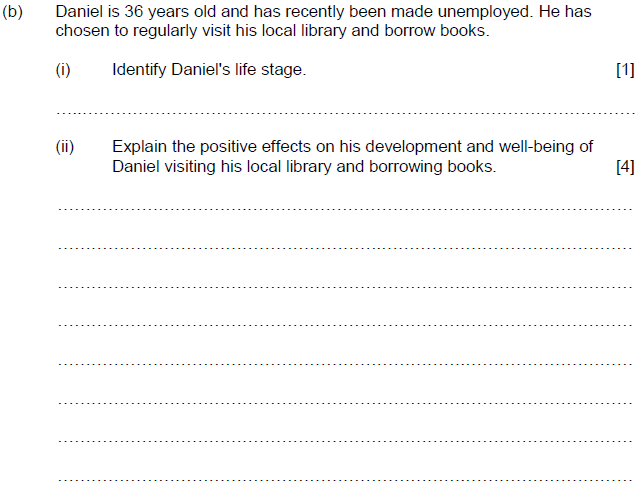 (b) Daniel is 36 years old and has recently been made unemployed. He has
chosen to regularly visit his local library and borrow books.
(i) Identify Daniel's life stage. [1]
(ii) Explain the positive effects on his development and well-being of
Daniel visiting his local library and borrowing books. [4]